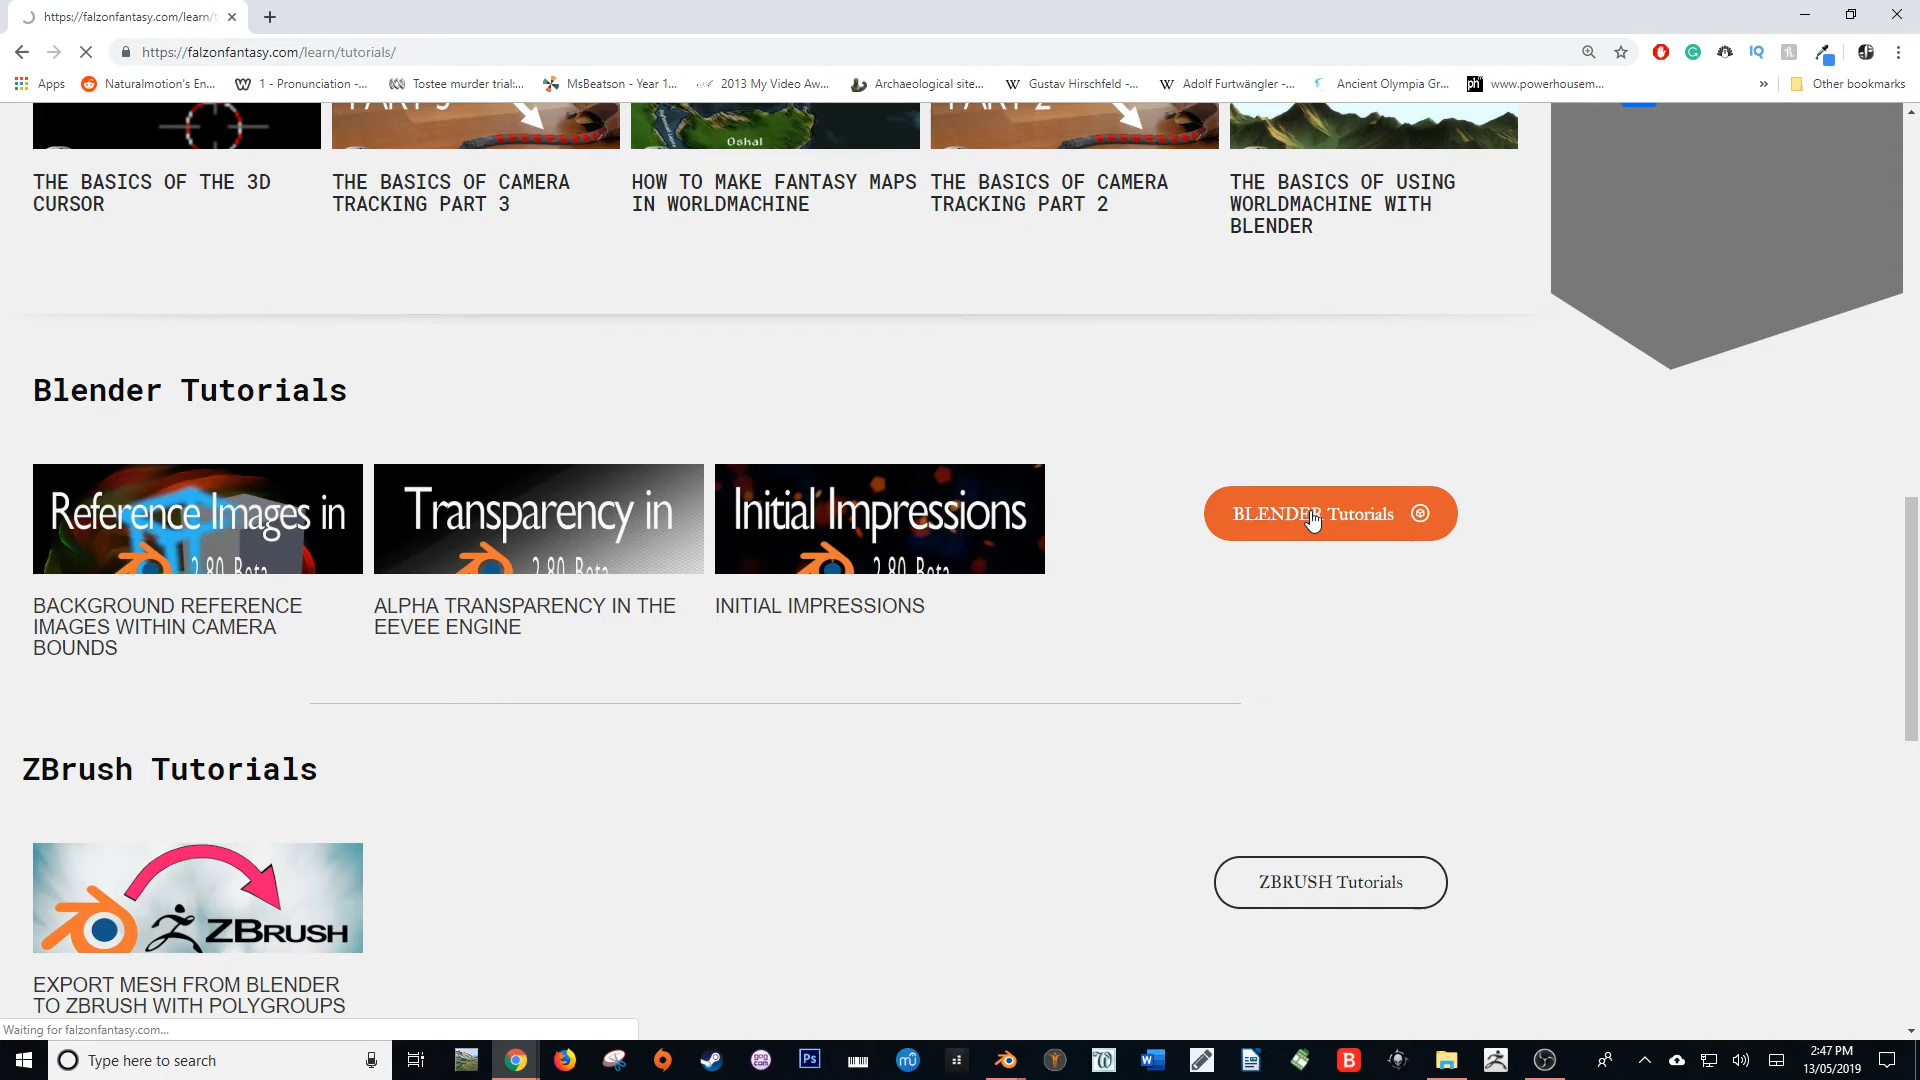 https://falzonfantasy.com/learn/t
https://falzonfantasy.com/learn/tutorials/
Apps
Naturalmotion's En...
1 - Pronunciation -...
Tostee murder trial:...
MsBeatson - Year 1...
2013 My Video Aw...
Archaeological site...
Gustav Hirschfeld -...
Adolf Furtwängler -...
Ancient Olympia Gr...
www.powerhousem...
»
Other bookmarks
Oskal
THE BASICS OF THE 3D
CURSOR
THE BASICS OF CAMERA
TRACKING PART 3
HOW TO MAKE FANTASY MAPS
IN WORLDMACHINE
THE BASICS OF CAMERA
TRACKING PART 2
THE BASICS OF USING
WORLDMACHINE WITH
BLENDER
Blender Tutorials
Reference Images in
2.80 Beta
Transparency in
2.80 Beta
Initial Impressions
2.80 Beta
BLENDER Tutorials
BACKGROUND REFERENCE
IMAGES WITHIN CAMERA
BOUNDS
ALPHA TRANSPARENCY IN THE
EEVEE ENGINE
INITIAL IMPRESSIONS
ZBrush Tutorials
ZBRUSH
ZBRUSH Tutorials
EXPORT MESH FROM BLENDER
TO ZBRUSH WITH POLYGROUPS
Waiting for falzonfantasy.com...
Type here to search
2:47 PM
13/05/2019